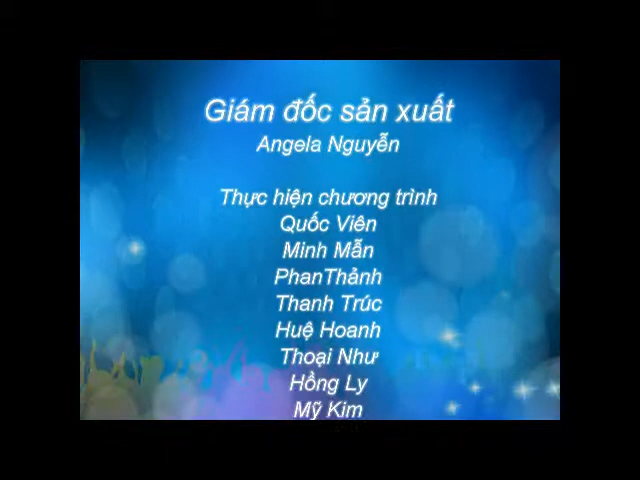 Giám đốc sản xuất
Angela Nguyễn
Thực hiện chương trình
Quốc Viên
Minh Mẫn
PhanThảnh
Thanh Trúc
Huệ Hoanh
Thoại Như
Hồng Ly
Mỹ Kim